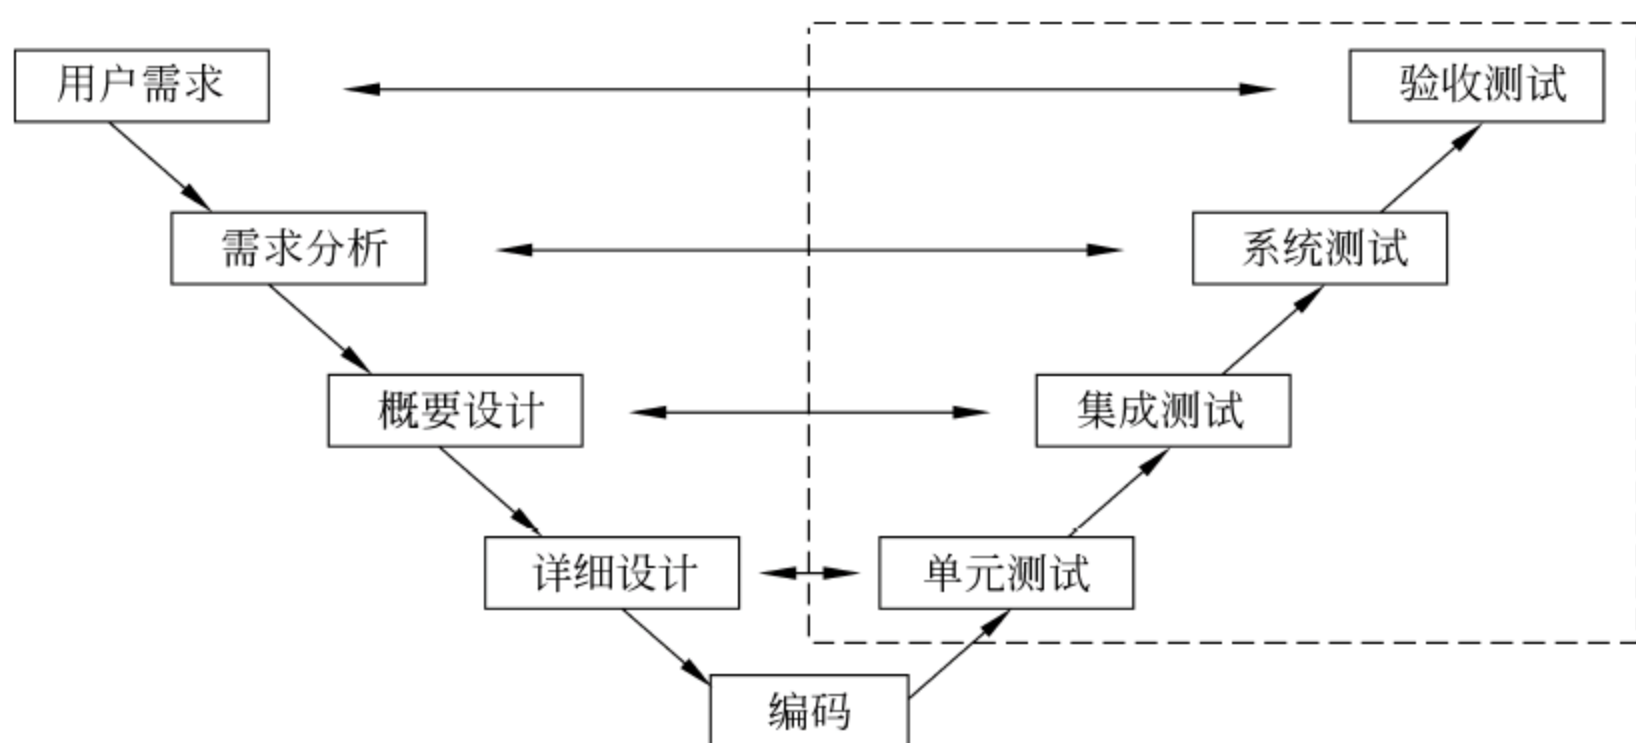 用户需求
验收测试
需求分析
系统测试
概要设计
集成测试
详细设计
单元测试
编码